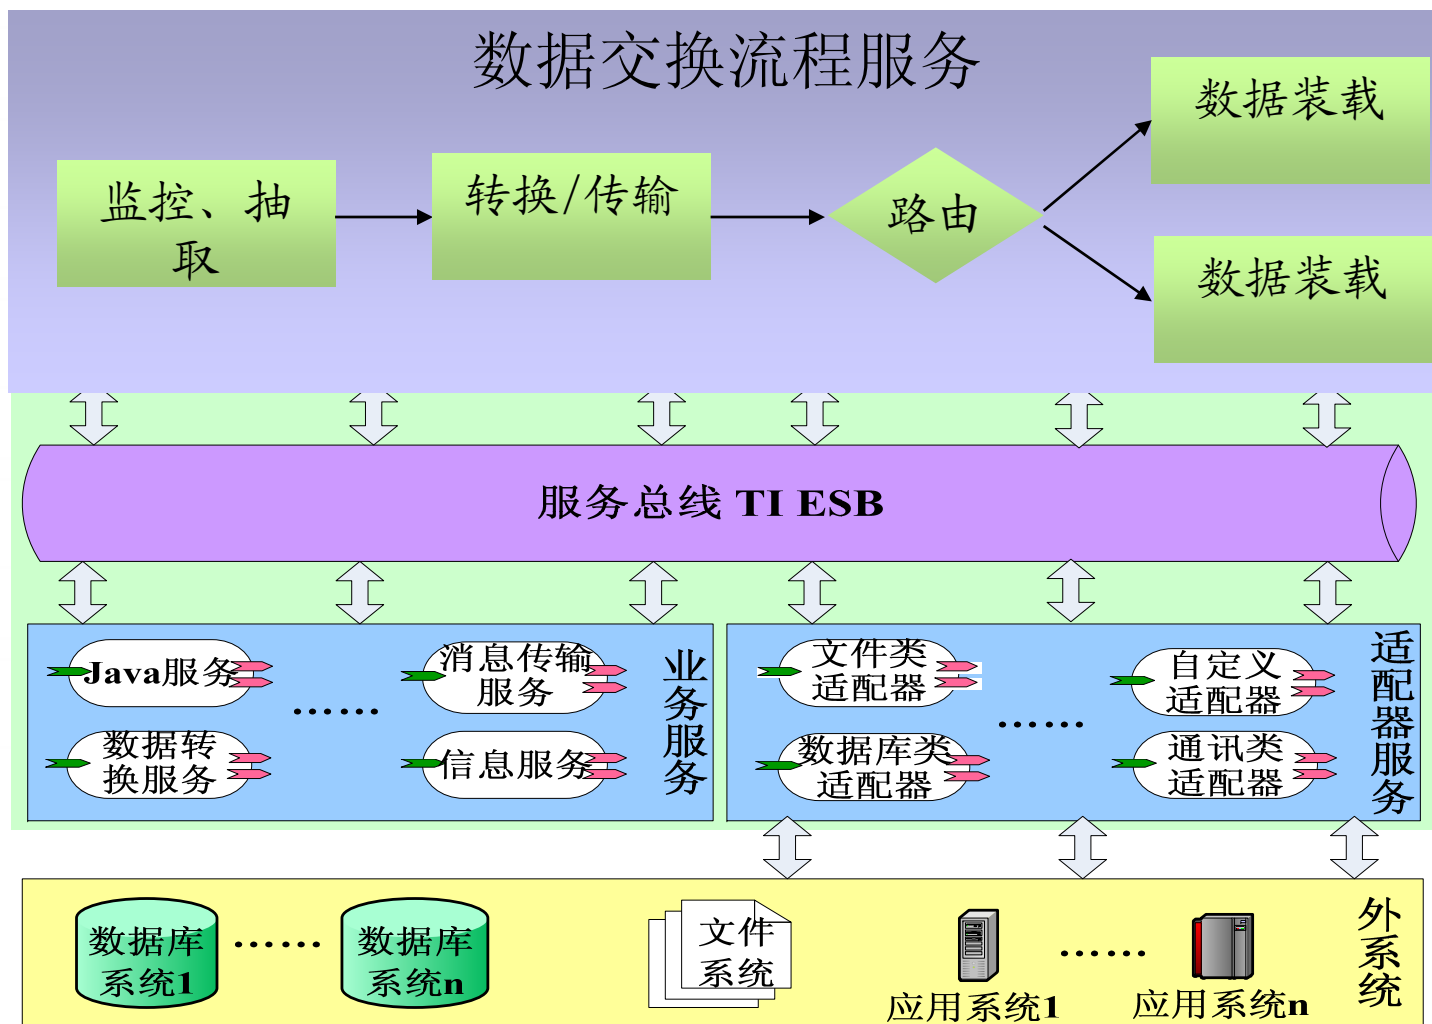 数据交换流程服务
监控、抽
取
转换/传输
路由
数据装载
数据装载
服务总线 TI ESB
Java服务
……
消息传输
服务
数据转
换服务
信息服务
业务服务
文件类
适配器
……
自定义
适配器
数据库类
适配器
通讯类
适配器
适配器服务
数据库
系统1
……
数据库
系统n
文件
系统
应用系统1
……
应用系统n
外系统